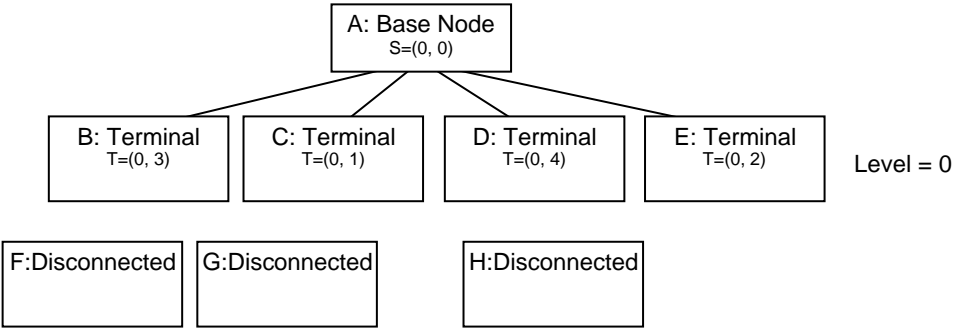 A: Base Node
S=(0, 0)
B: Terminal
T=(0, 3)
C: Terminal
T=(0, 1)
D: Terminal
T=(0, 4)
E: Terminal
T=(0, 2)
Level = 0
F:Disconnected
G:Disconnected
H:Disconnected